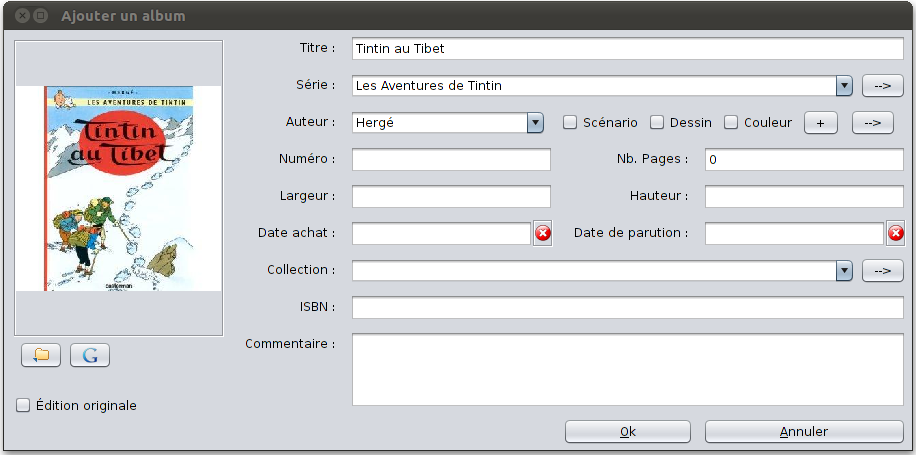 Ajouter un album
HERGÉ
LES AVENTURES DE TINTIN
Tintin
au Tibet
Casterman
G
Édition originale
Titre : Tintin au Tibet
Série : Les Aventures de Tintin -->
Auteur : Hergé Scénario Dessin Couleur + -->
Numéro : Nb. Pages : 0
Largeur : Hauteur :
Date achat : Date de parution :
Collection : -->
ISBN :
Commentaire :
Ok Annuler